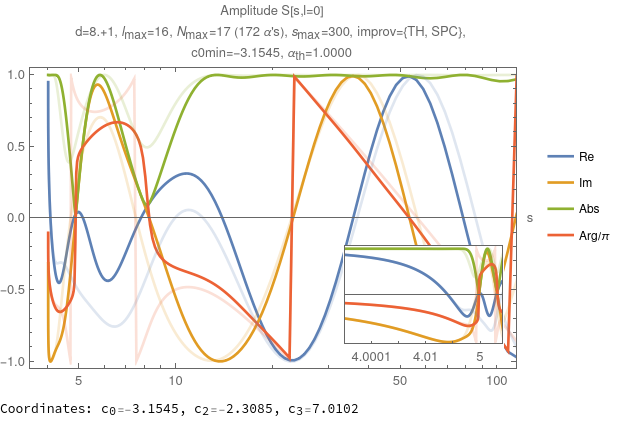 Amplitude S[s,l=0]
d=8.+1, lmax=16, Nmax=17 (172 α's), smax=300, improv={TH, SPC},
c0min=−3.1545, αth=1.0000
1.0
0.5
0.0
−0.5
−1.0
5
10
50
100
s
4.0001
4.01
5
Re
Im
Abs
Arg/π
Coordinates: c0=−3.1545, c2=−2.3085, c3=7.0102